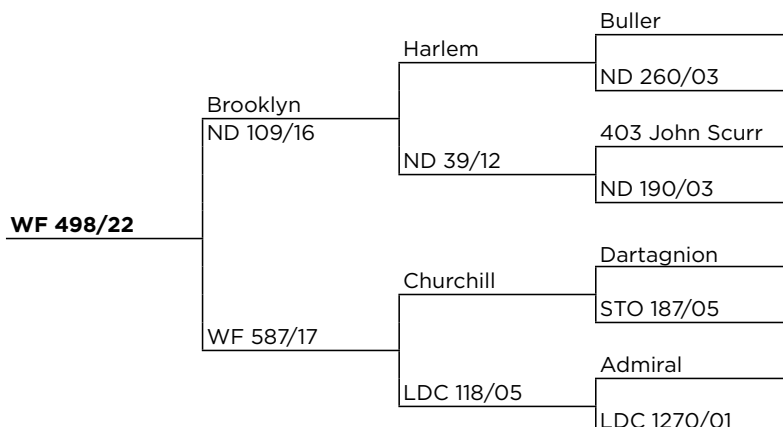 Buller
Harlem
ND 260/03
Brooklyn
ND 109/16
403 John Scurr
ND 39/12
ND 190/03
WF 498/22
Dartagnion
Churchill
STO 187/05
WF 587/17
Admiral
LDC 118/05
LDC 1270/01